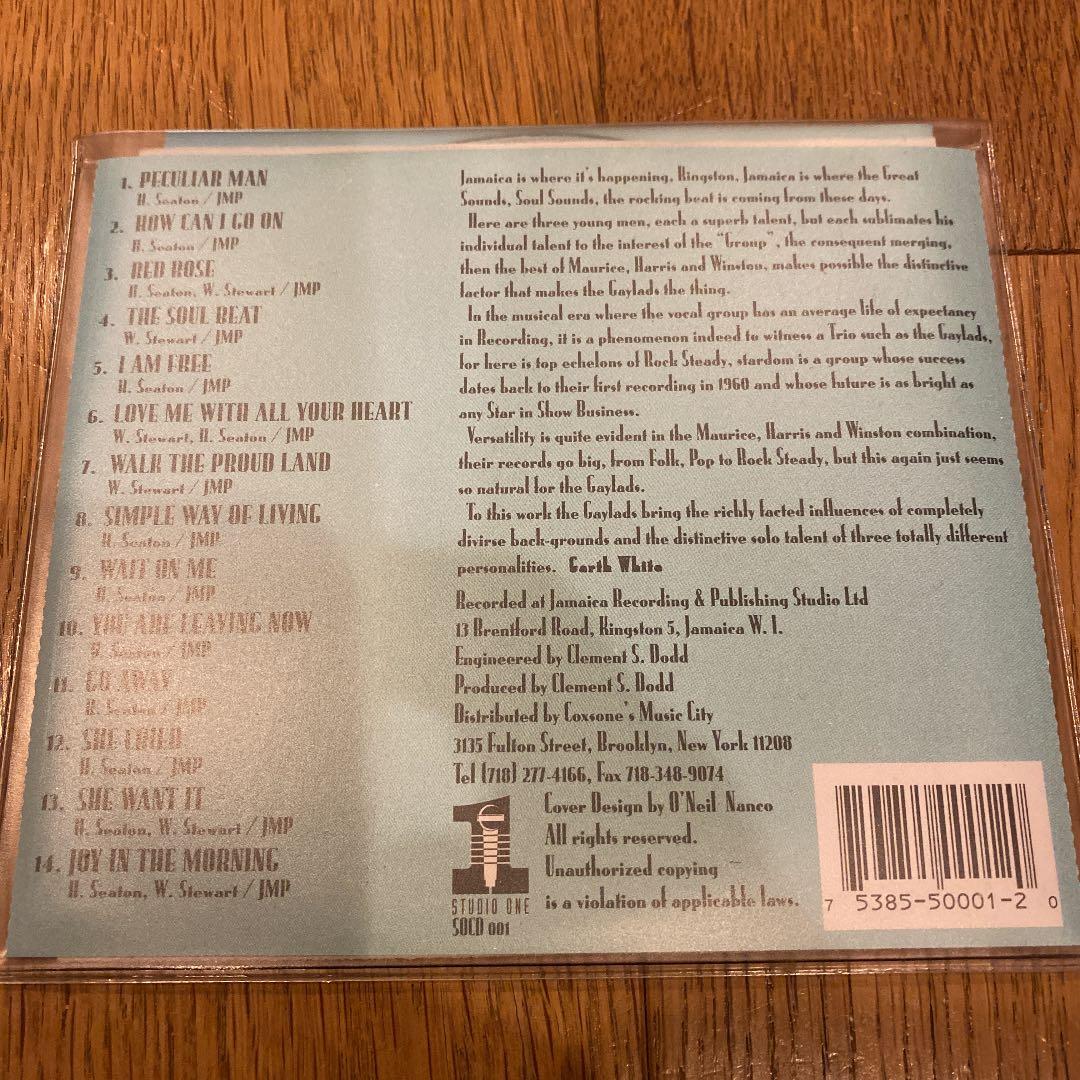 1. PECULIAR MAN
H. Seaton / JMP
2. HOW CAN I GO ON
H. Seaton / JMP
3. RED ROSE
H. Seaton, W. Stewart / JMP
4. THE SOUL BEAT
W. Stewart / JMP
5. I AM FREE
H. Seaton / JMP
6. LOVE ME WITH ALL YOUR HEART
W. Stewart, H. Seaton / JMP
7. WALK THE PROUD LAND
W. Stewart / JMP
8. SIMPLE WAY OF LIVING
H. Seaton / JMP
9. WAIT ON ME
H. Seaton / JMP
10. YOU ARE LEAVING NOW
H. Seaton / JMP
11. GO AWAY
H. Seaton / JMP
12. SHE LOVED
H. Seaton / JMP
13. SHE WANT IT
H. Seaton, W. Stewart / JMP
14. JOY IN THE MORNING
H. Seaton, W. Stewart / JMP
Jamaica is where it's happening, Kingston, Jamaica is where the Great
Sounds, Soul Sounds, the rocking beat is coming from these days.
Here are three young men, each a superb talent, but each sublimates his
individual talent to the interest of the "Group", the consequent merging,
then the best of Maurice, Harris and Winston, makes possible the distinctive
factor that makes the Gaylads the thing.
In the musical era where the vocal group has an average life of expectancy
in Recording, it is a phenomenon indeed to witness a Trio such as the Gaylads,
for here is top echelons of Rock Steady, stardom is a group whose success
dates back to their first recording in 1960 and whose future is as bright as
any Star in Show Business.
Versatility is quite evident in the Maurice, Harris and Winston combination,
their records go big, from Folk, Pop to Rock Steady, but this again just seems
so natural for the Gaylads.
To this work the Gaylads bring the richly facted influences of completely
divirse back-grounds and the distinctive solo talent of three totally different
personalities. Garth White
Recorded at Jamaica Recording & Publishing Studio Ltd
13 Brentford Road, Kingston 5, Jamaica W. I.
Engineered by Clement S. Dodd
Produced by Clement S. Dodd
Distributed by Coxsone's Music City
3135 Fulton Street, Brooklyn, New York 11208
Tel (718) 277-4166, Fax 718-348-9074
Cover Design by O'Neil Nanco
All rights reserved.
Unauthorized copying
is a violation of applicable laws.
1
STUDIO ONE
SOCD 001
7 5385-50001-2 0